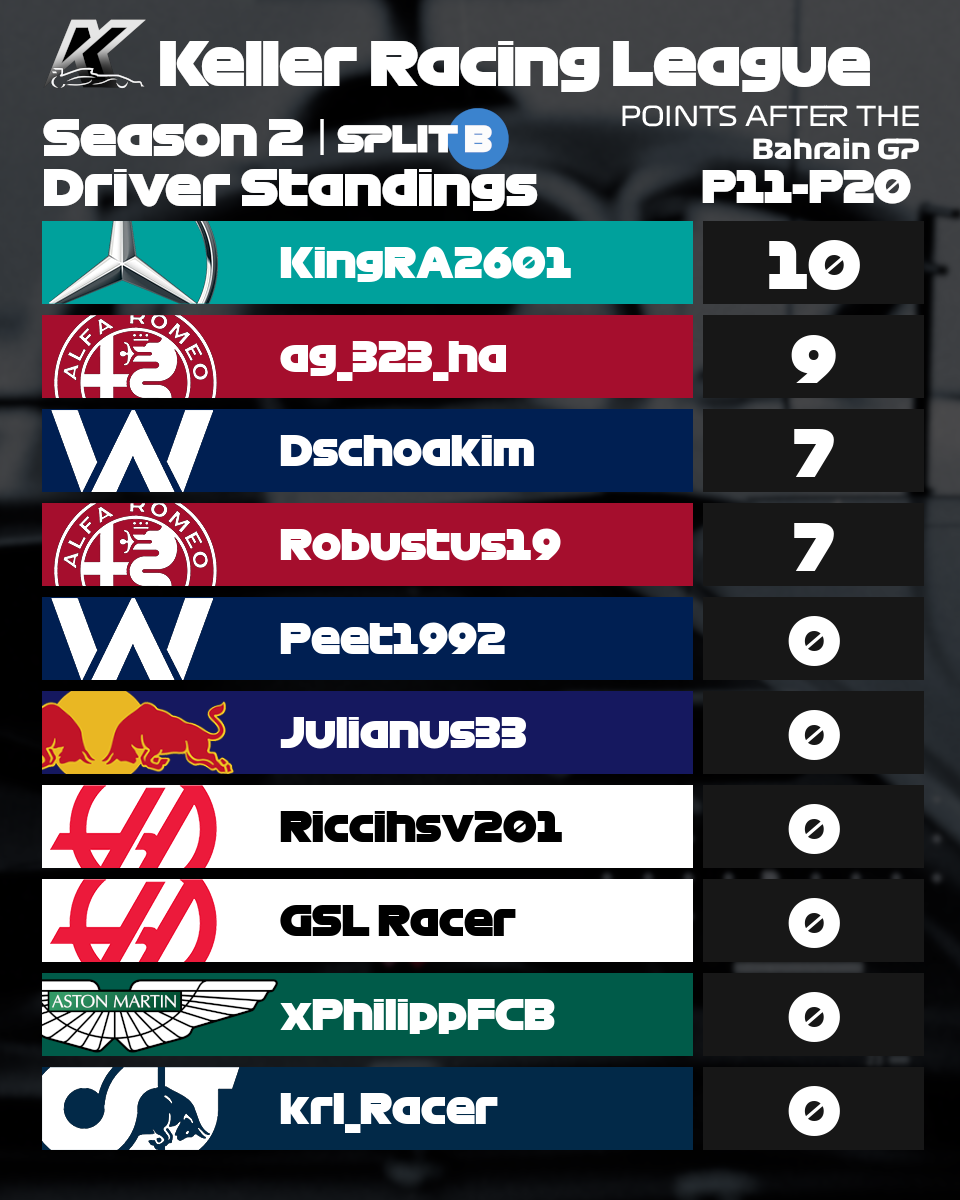 Keller Racing League
Season 2 | SPLIT B
POINTS AFTER THE
Bahrain GP
Driver Standings
P11-P20
KingRA2601
10
ALFA ROMEO
ag_323_ha
9
Dschoakim
7
ALFA ROMEO
Robustus19
7
Peet1992
0
Julianus33
0
Riccihsv201
0
GSL Racer
0
ASTON MARTIN
xPhilippFCB
0
krl_Racer
0